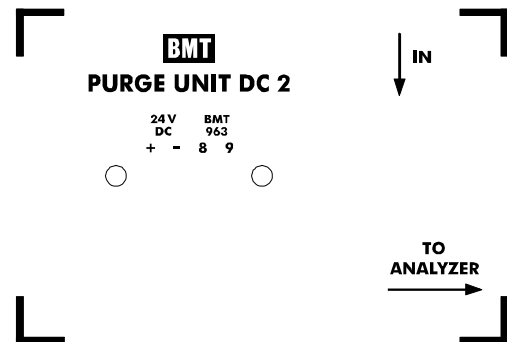 BMT
IN
PURGE UNIT DC 2
24 V BMT
DC 963
+ - 8 9
TO
ANALYZER